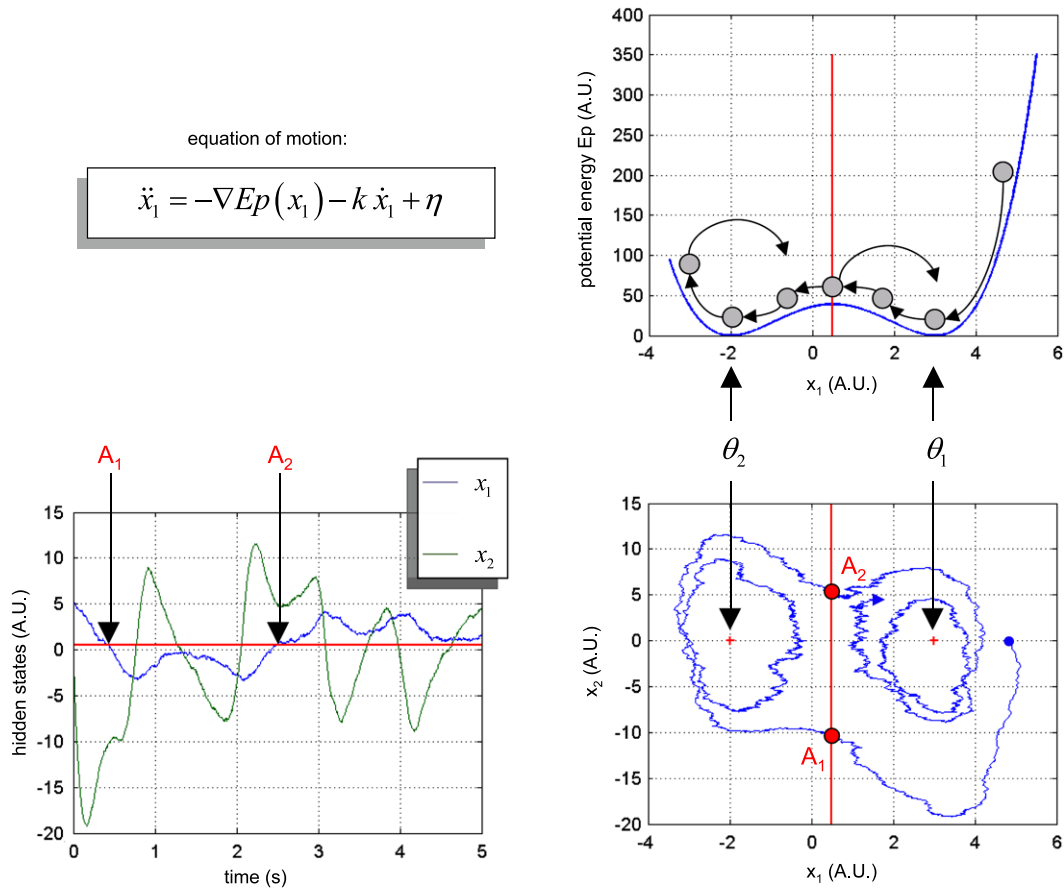 equation of motion:
ẍ₁ = −∇Ep(x₁) − k ẋ₁ + η
400
350
300
250
200
150
100
50
0
potential energy Ep (A.U.)
-4 -2 0 2 4 6
x₁ (A.U.)
θ₂ θ₁
A₁ A₂
x₁
x₂
15
10
5
0
-5
-10
-15
-20
hidden states (A.U.)
0 1 2 3 4 5
time (s)
15
10
5
0
-5
-10
-15
-20
x₂ (A.U.)
A₂
A₁
-4 -2 0 2 4 6
x₁ (A.U.)